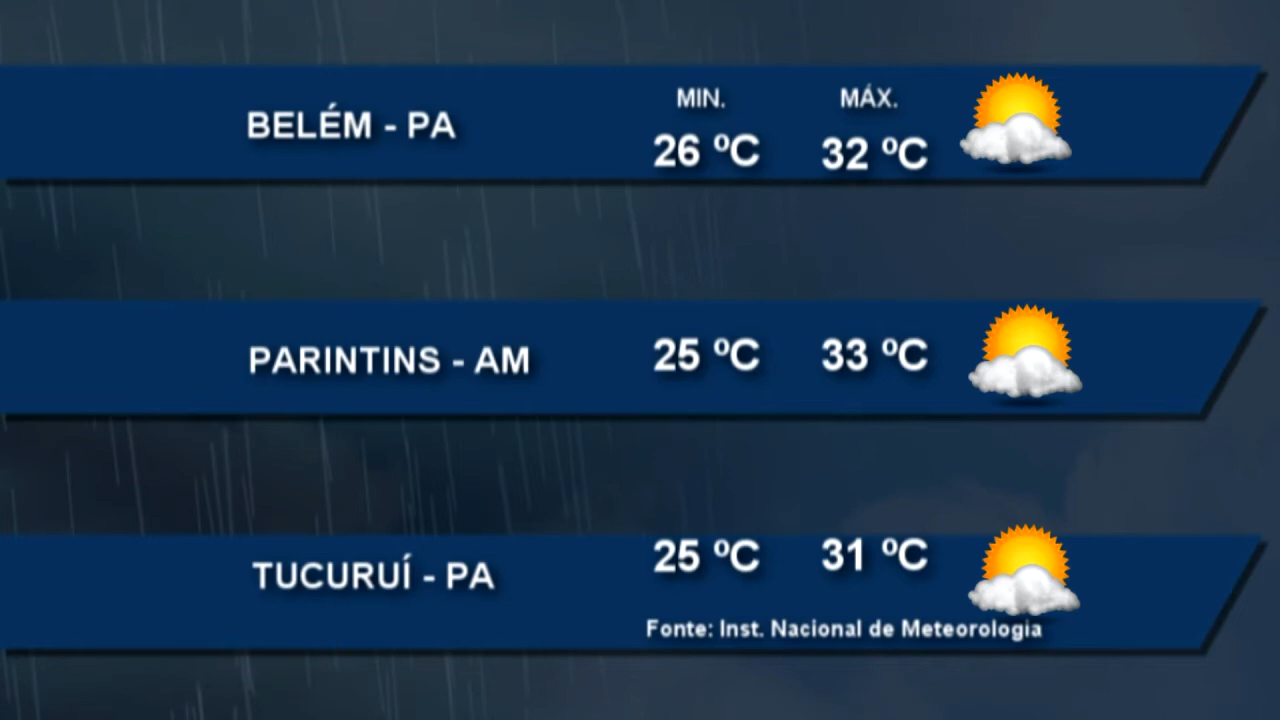 MIN. MÁX.
BELÉM - PA 26 ºC 32 ºC
PARINTINS - AM 25 ºC 33 ºC
TUCURUÍ - PA 25 ºC 31 ºC
Fonte: Inst. Nacional de Meteorologia